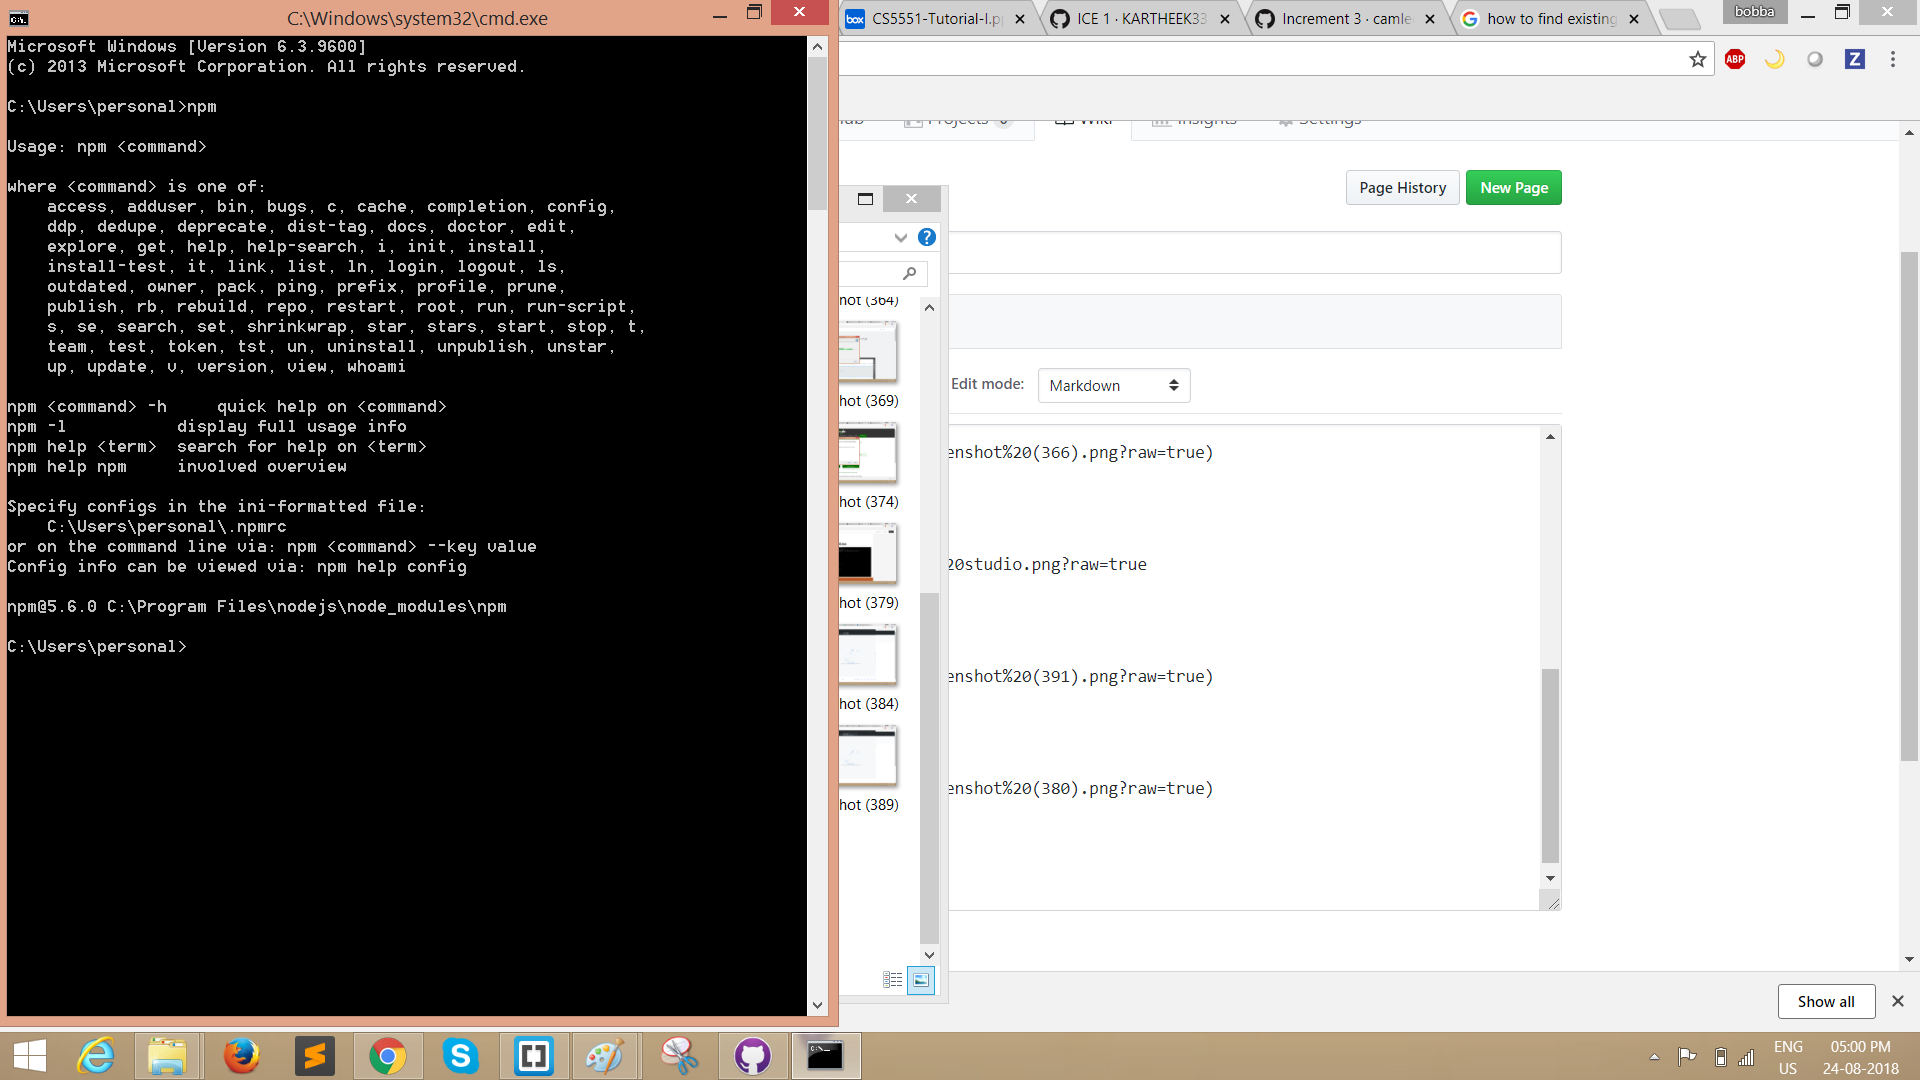 C:\Windows\system32\cmd.exe
Microsoft Windows [Version 6.3.9600]
(c) 2013 Microsoft Corporation. All rights reserved.
C:\Users\personal>npm
Usage: npm <command>
where <command> is one of:
access, adduser, bin, bugs, c, cache, completion, config,
ddp, dedupe, deprecate, dist-tag, docs, doctor, edit,
explore, get, help, help-search, i, init, install,
install-test, it, link, list, ln, login, logout, ls,
outdated, owner, pack, ping, prefix, profile, prune,
publish, rb, rebuild, repo, restart, root, run, run-script,
s, se, search, set, shrinkwrap, star, stars, start, stop, t,
team, test, token, tst, un, uninstall, unpublish, unstar,
up, update, v, version, view, whoami
npm <command> -h quick help on <command>
npm -l display full usage info
npm help <term> search for help on <term>
npm help npm involved overview
Specify configs in the ini-formatted file:
C:\Users\personal\.npmrc
or on the command line via: npm <command> --key value
Config info can be viewed via: npm help config
npm@5.6.0 C:\Program Files\nodejs\node_modules\npm
C:\Users\personal>
CS5551-Tutorial-I.pp
ICE 1 · KARTHEEK33
Increment 3 · camle
how to find existing
bobba
ABP
Z
Projects
Wiki
Insights
Settings
Page History
New Page
hot (364)
hot (369)
hot (374)
hot (379)
hot (384)
hot (389)
Edit mode:
Markdown
enshot%20(366).png?raw=true)
20studio.png?raw=true
enshot%20(391).png?raw=true)
enshot%20(380).png?raw=true)
Show all
ENG
US
05:00 PM
24-08-2018